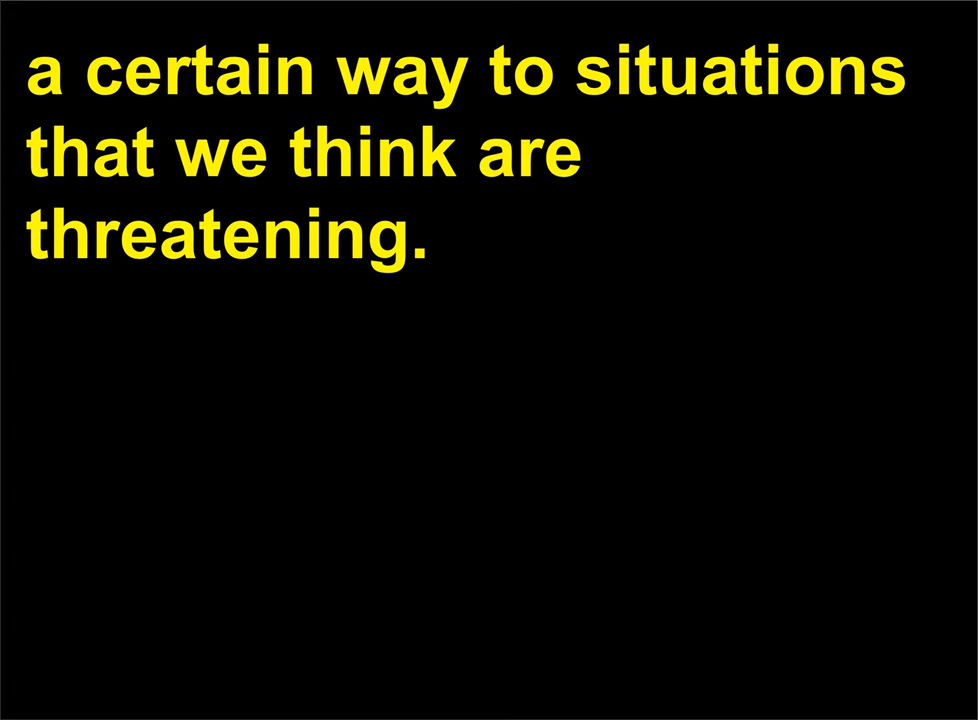 a certain way to situations
that we think are
threatening.